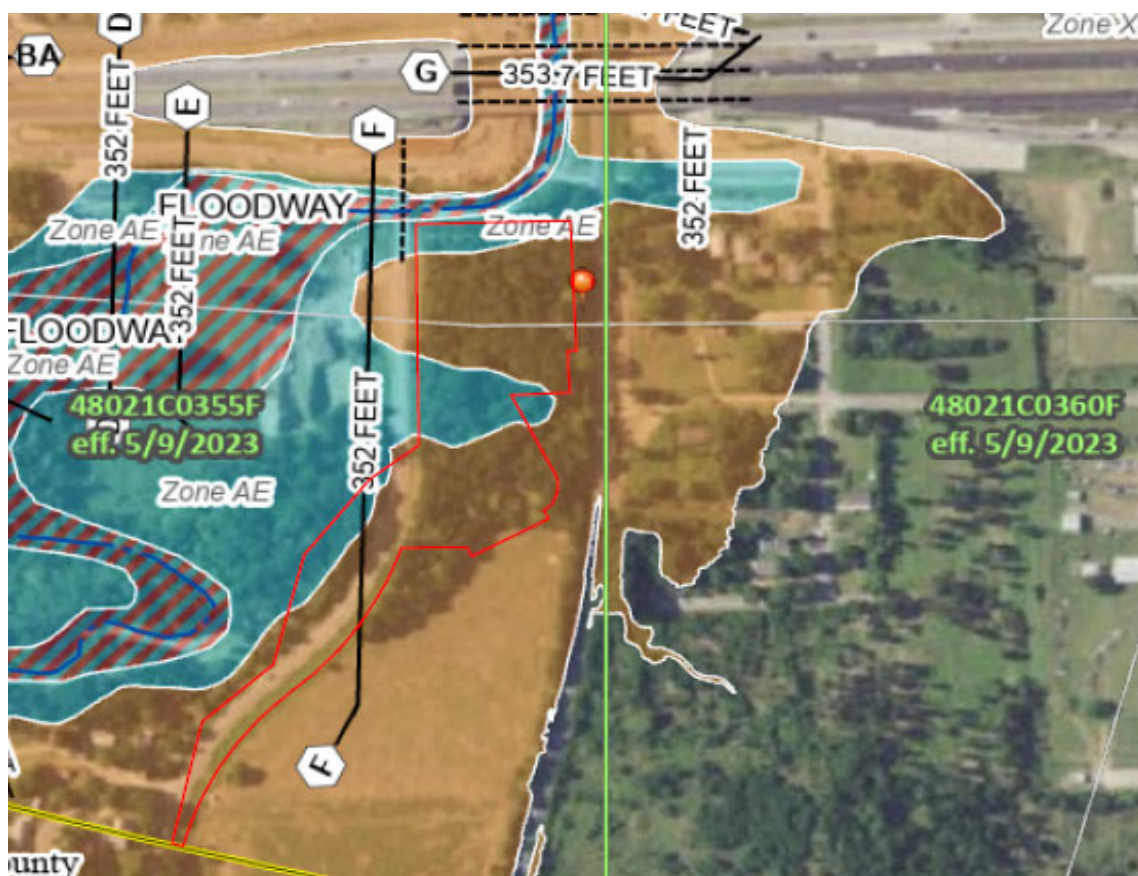 D
Zone X
BA
FEET
G
353.7 FEET
E
F
352 FEET
352 FEET
FLOODWAY
Zone AE
ne AE
Zone AE
352 FEET
FLOODWA
Zone AE
352 FEET
48021C0355F
eff. 5/9/2023
48021C0360F
eff. 5/9/2023
Zone AE
F
ounty